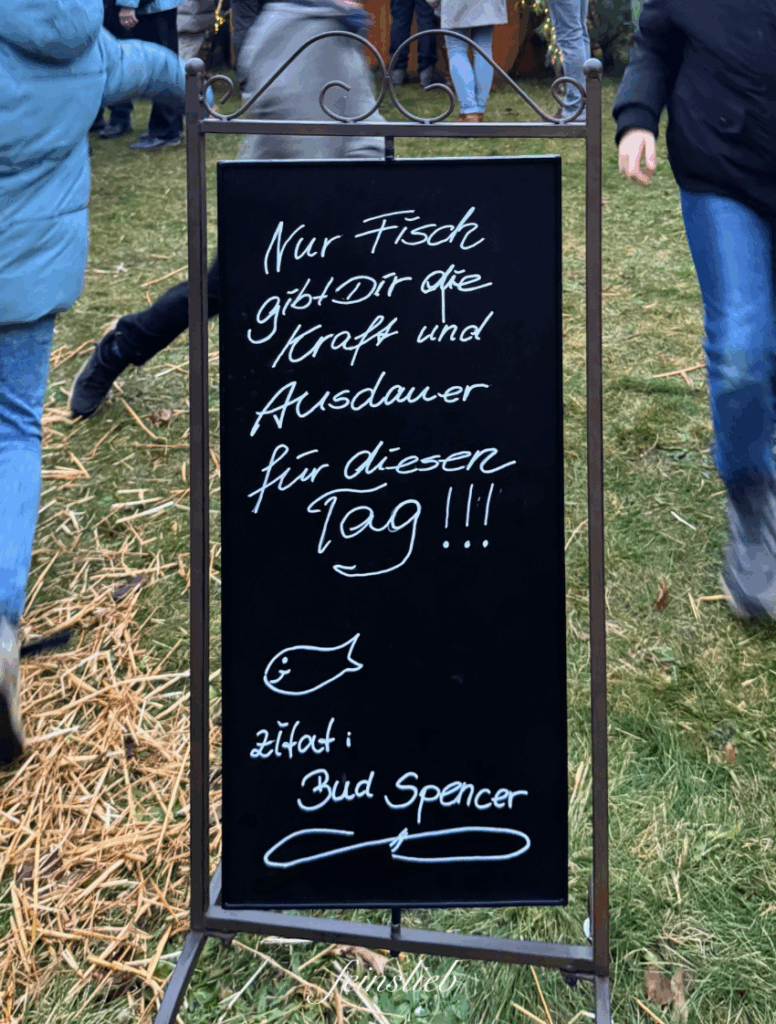 Nur Fisch
gibt Dir die
Kraft und
Ausdauer
für diesen
Tag !!!
zitat:
Bud Spencer
feinslieb